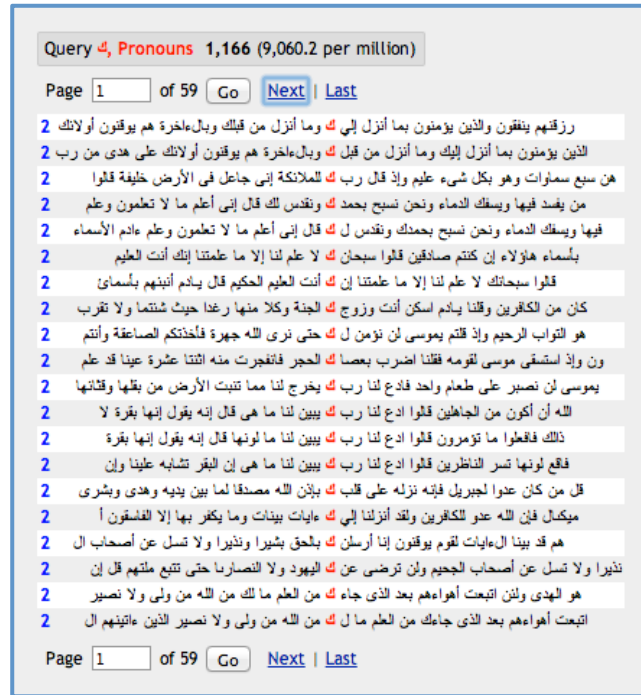 Query ك, Pronouns 1,166 (9,060.2 per million)
Page 1 of 59 Go Next | Last
رزقنهم ينفقون والذين يؤمنون بما أنزل إلي ك وما أنزل من قبلك وبالءاخرة هم يوقنون أولائك 2
الذين يؤمنون بما أنزل إليك وما أنزل من قبل ك وبالءاخرة هم يوقنون أولائك على هدى من رب 2
هن سبع سماوات وهو بكل شىء عليم وإذ قال رب ك للملائكة إنى جاعل فى الأرض خليفة قالوا 2
من يفسد فيها ويسفك الدماء ونحن نسبح بحمد ك ونقدس لك قال إنى أعلم ما لا تعلمون وعلم 2
فيها ويسفك الدماء ونحن نسبح بحمدك ونقدس ل ك قال إنى أعلم ما لا تعلمون وعلم ءادم الأسماء 2
بأسماء هاؤلاء إن كنتم صادقين قالوا سبحان ك لا علم لنا إلا ما علمتنا إنك أنت العليم 2
قالوا سبحانك لا علم لنا إلا ما علمتنا إن ك أنت العليم الحكيم قال يادم أنبئهم بأسمائ 2
كان من الكافرين وقلنا يادم اسكن أنت وزوج ك الجنة وكلا منها رغدا حيث شئتما ولا تقرب 2
هو التواب الرحيم وإذ قلتم يموسى لن نؤمن ل ك حتى نرى الله جهرة فأخذتكم الصاعقة وأنتم 2
ون وإذ استسقى موسى لقومه فقلنا اضرب بعصا ك الحجر فانفجرت منه اثنتا عشرة عينا قد علم 2
يموسى لن نصبر على طعام واحد فادع لنا رب ك يخرج لنا مما تنبت الأرض من بقلها وقثائها 2
الله أن أكون من الجاهلين قالوا ادع لنا رب ك يبين لنا ما هى قال إنه يقول إنها بقرة لا 2
ذالك فافعلوا ما تؤمرون قالوا ادع لنا رب ك يبين لنا ما لونها قال إنه يقول إنها بقرة 2
فاقع لونها تسر الناظرين قالوا ادع لنا رب ك يبين لنا ما هى إن البقر تشابه علينا وإن 2
قل من كان عدوا لجبريل فإنه نزله على قلب ك بإذن الله مصدقا لما بين يديه وهدى وبشرى 2
ميكىل فإن الله عدو للكافرين ولقد أنزلنا إلي ك ءايات بينات وما يكفر بها إلا الفاسقون أ 2
هم قد بينا الءايات لقوم يوقنون إنا أرسلن ك بالحق بشيرا ونذيرا ولا تسل عن أصحاب ال 2
نذيرا ولا تسل عن أصحاب الجحيم ولن ترضى عن ك اليهود ولا النصارىا حتى تتبع ملتهم قل إن 2
هو الهدى ولئن اتبعت أهواءهم بعد الذى جاء ك من العلم ما لك من الله من ولى ولا نصير 2
اتبعت أهواءهم بعد الذى جاءك من العلم ما ل ك من الله من ولى ولا نصير الذين ءاتينهم ال 2
Page 1 of 59 Go Next | Last